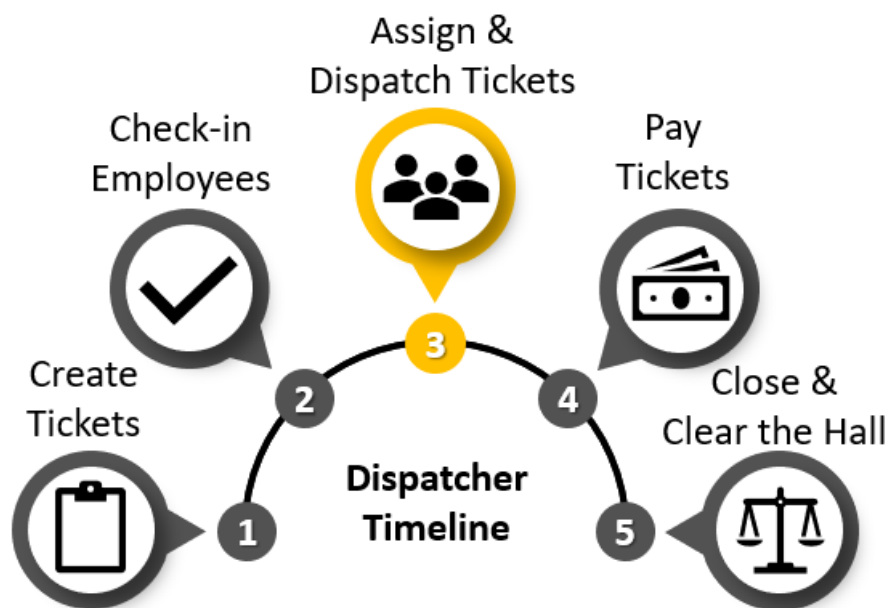 Create
Tickets
1
Check-in
Employees
2
Assign &
Dispatch Tickets
3
Pay
Tickets
4
Close &
Clear the Hall
5
Dispatcher
Timeline